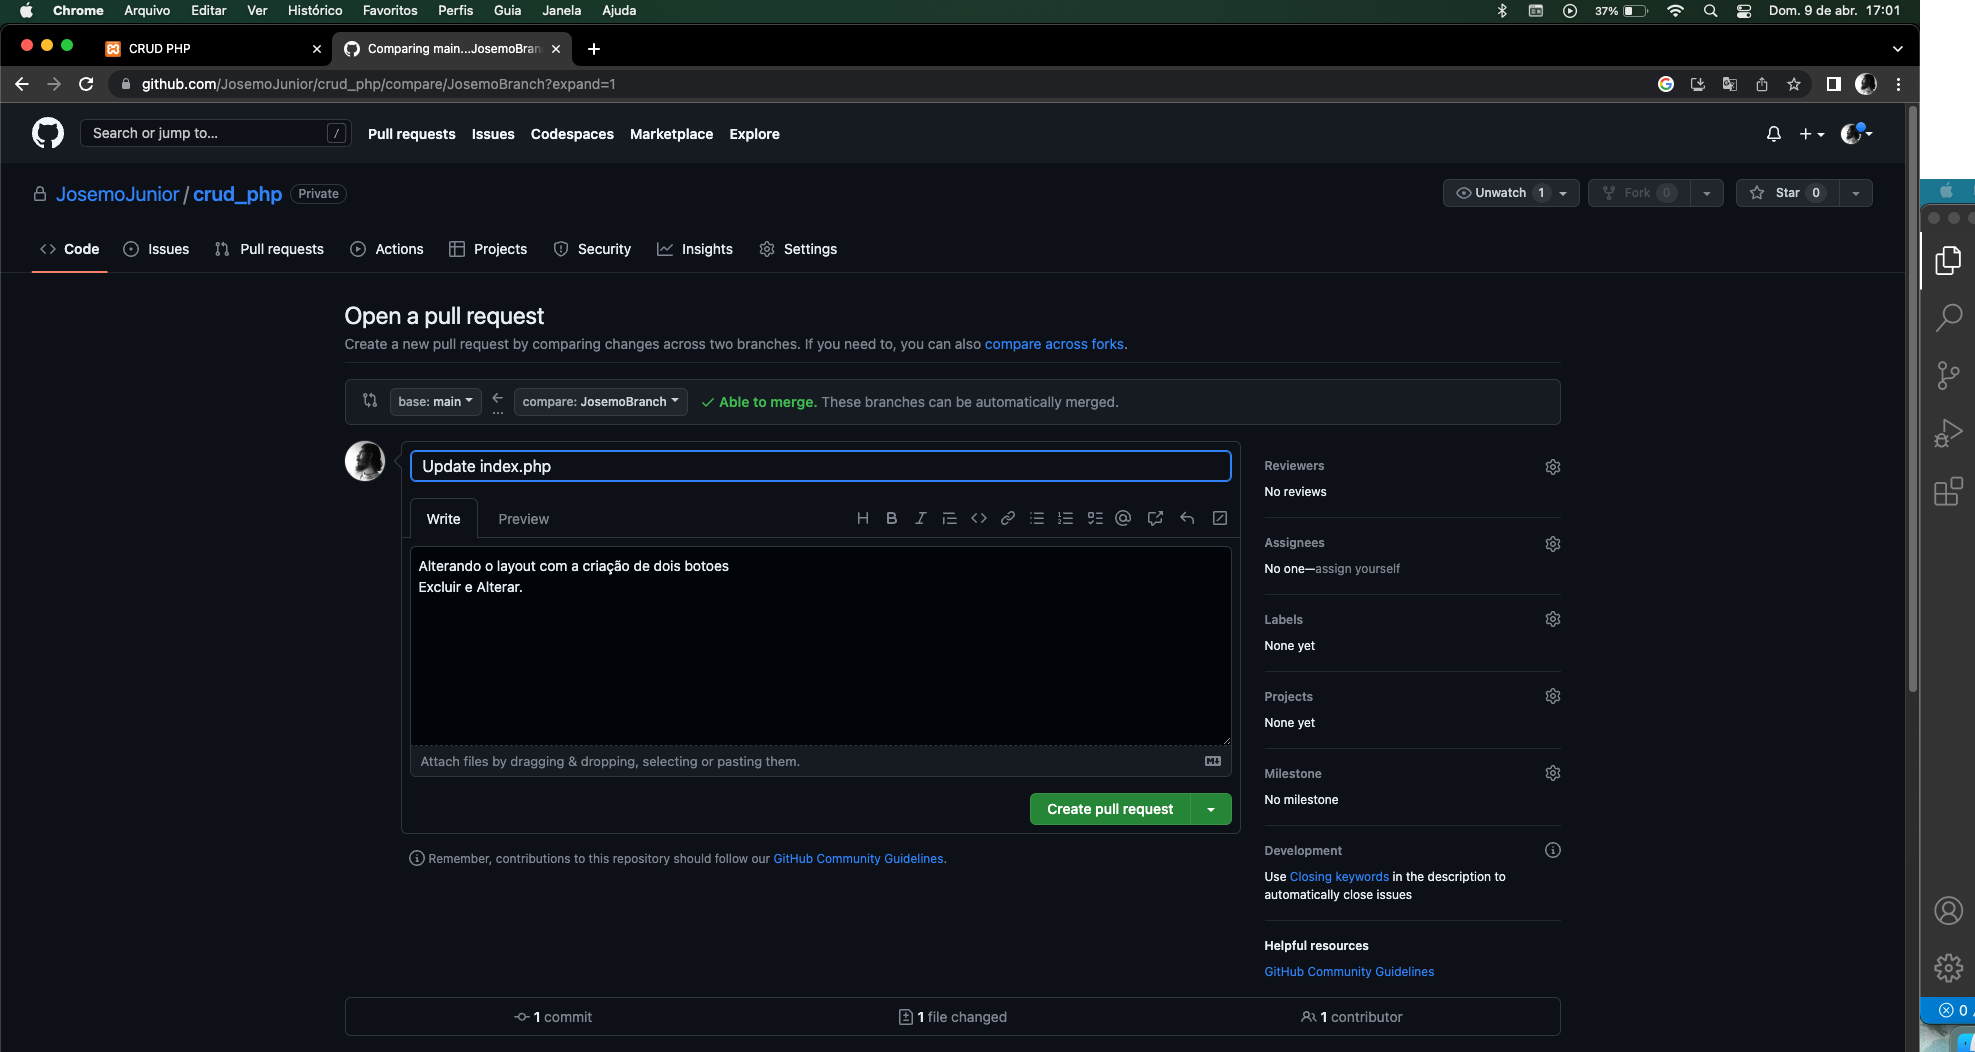 Chrome Arquivo Editar Ver Histórico Favoritos Perfis Guia Janela Ajuda 37% Dom. 9 de abr. 17:01
CRUD PHP Comparing main...JosemoBran
github.com/JosemoJunior/crud_php/compare/JosemoBranch?expand=1
Search or jump to... / Pull requests Issues Codespaces Marketplace Explore
JosemoJunior / crud_php Private Unwatch 1 Fork 0 Star 0
Code Issues Pull requests Actions Projects Security Insights Settings
Open a pull request
Create a new pull request by comparing changes across two branches. If you need to, you can also compare across forks.
base: main compare: JosemoBranch Able to merge. These branches can be automatically merged.
Update index.php
Write Preview
Alterando o layout com a criação de dois botoes
Excluir e Alterar.
Attach files by dragging & dropping, selecting or pasting them.
Create pull request
Remember, contributions to this repository should follow our GitHub Community Guidelines.
Reviewers
No reviews
Assignees
No one—assign yourself
Labels
None yet
Projects
None yet
Milestone
No milestone
Development
Use Closing keywords in the description to
automatically close issues
Helpful resources
GitHub Community Guidelines
1 commit 1 file changed 1 contributor
0